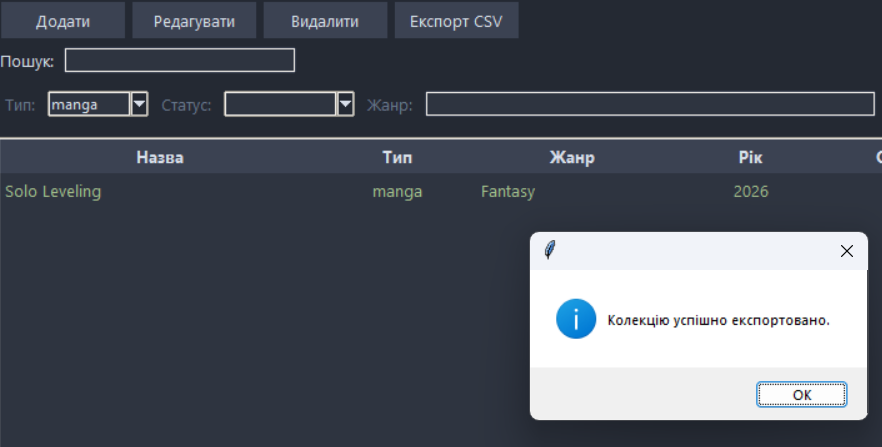 Додати Редагувати Видалити Експорт CSV
Пошук:
Тип: manga Статус: Жанр:
Назва Тип Жанр Рік
Solo Leveling manga Fantasy 2026
Колекцію успішно експортовано.
OK